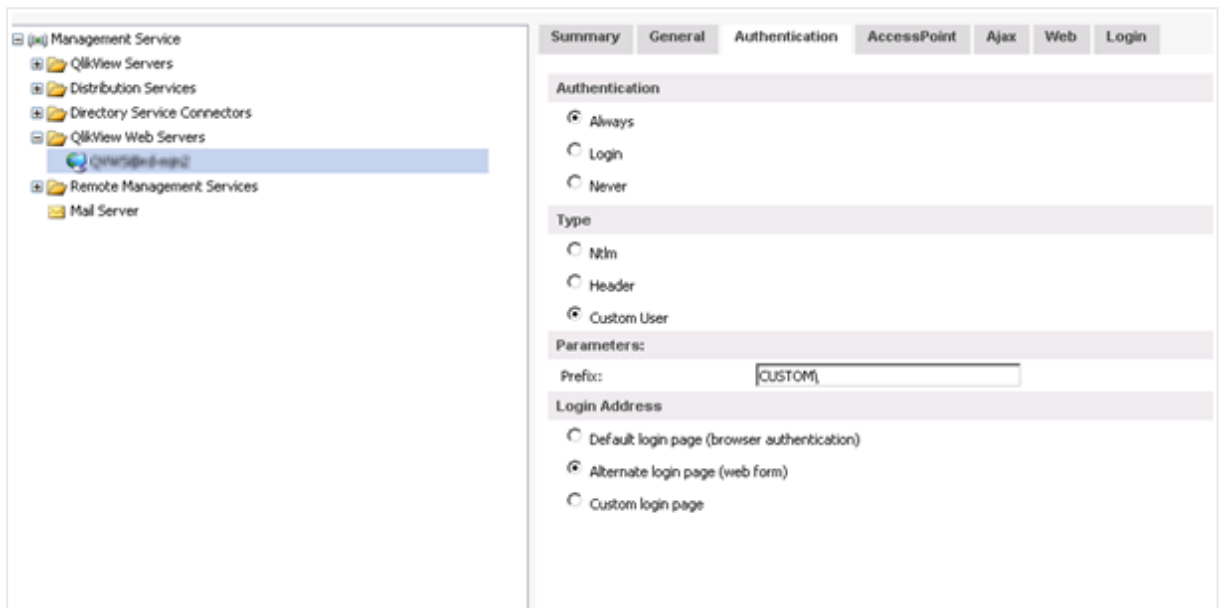 Management Service
QlikView Servers
Distribution Services
Directory Service Connectors
QlikView Web Servers
Remote Management Services
Mail Server
Summary General Authentication AccessPoint Ajax Web Login
Authentication
Always
Login
Never
Type
Ntlm
Header
Custom User
Parameters:
Prefix: CUSTOM\
Login Address
Default login page (browser authentication)
Alternate login page (web form)
Custom login page